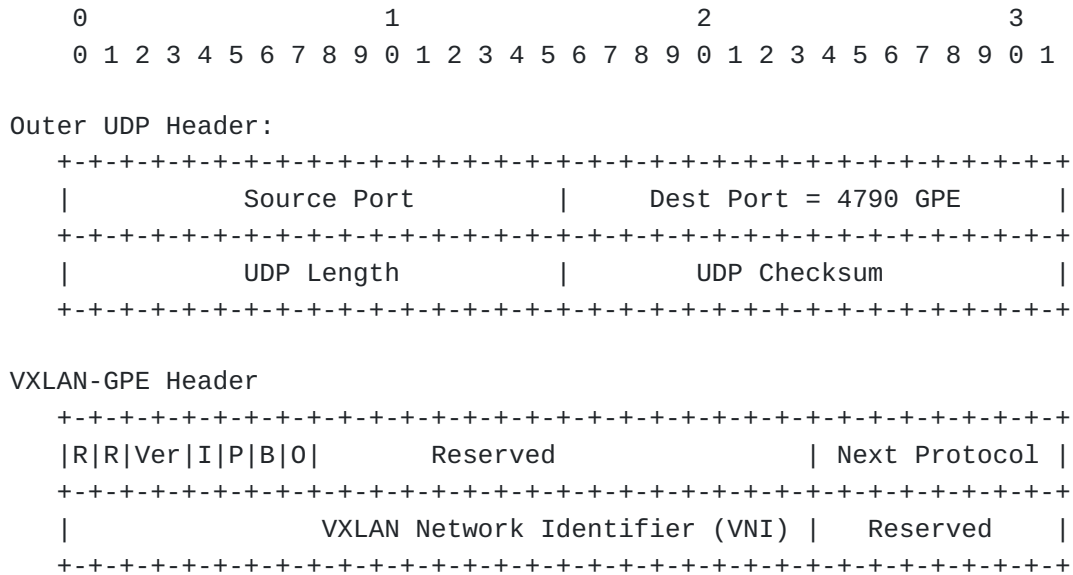 0                   1                   2                   3
    0 1 2 3 4 5 6 7 8 9 0 1 2 3 4 5 6 7 8 9 0 1 2 3 4 5 6 7 8 9 0 1

Outer UDP Header:
   +-+-+-+-+-+-+-+-+-+-+-+-+-+-+-+-+-+-+-+-+-+-+-+-+-+-+-+-+-+-+-+-+
   |           Source Port         |     Dest Port = 4790 GPE      |
   +-+-+-+-+-+-+-+-+-+-+-+-+-+-+-+-+-+-+-+-+-+-+-+-+-+-+-+-+-+-+-+-+
   |           UDP Length          |        UDP Checksum           |
   +-+-+-+-+-+-+-+-+-+-+-+-+-+-+-+-+-+-+-+-+-+-+-+-+-+-+-+-+-+-+-+-+

VXLAN-GPE Header
   +-+-+-+-+-+-+-+-+-+-+-+-+-+-+-+-+-+-+-+-+-+-+-+-+-+-+-+-+-+-+-+-+
   |R|R|Ver|I|P|B|O|       Reserved                | Next Protocol |
   +-+-+-+-+-+-+-+-+-+-+-+-+-+-+-+-+-+-+-+-+-+-+-+-+-+-+-+-+-+-+-+-+
   |                VXLAN Network Identifier (VNI) |   Reserved    |
   +-+-+-+-+-+-+-+-+-+-+-+-+-+-+-+-+-+-+-+-+-+-+-+-+-+-+-+-+-+-+-+-+